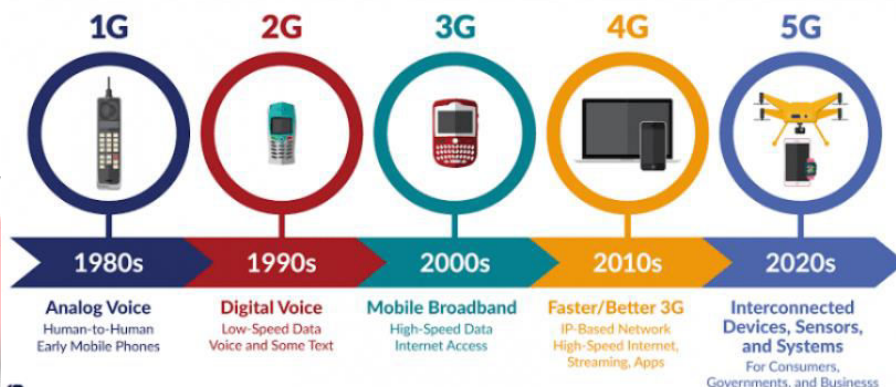 1G
2G
3G
4G
5G
1980s
1990s
2000s
2010s
2020s
Analog Voice
Human-to-Human
Early Mobile Phones
Digital Voice
Low-Speed Data
Voice and Some Text
Mobile Broadband
High-Speed Data
Internet Access
Faster/Better 3G
IP-Based Network
High-Speed Internet,
Streaming, Apps
Interconnected
Devices, Sensors,
and Systems
For Consumers,
Governments, and Businesss